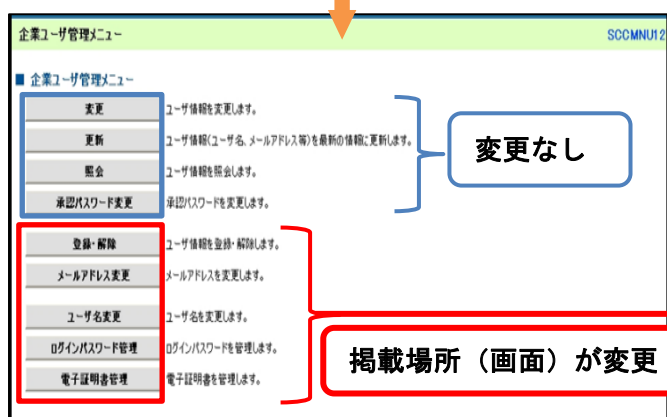 企業ユーザ管理メニュー SCCMNU12
■ 企業ユーザ管理メニュー
変更 ユーザ情報を変更します。
更新 ユーザ情報(ユーザ名、メールアドレス等)を最新の情報に更新します。
照会 ユーザ情報を照会します。
承認パスワード変更 承認パスワードを変更します。
変更なし
登録・解除 ユーザ情報を登録・解除します。
メールアドレス変更 メールアドレスを変更します。
ユーザ名変更 ユーザ名を変更します。
ログインパスワード管理 ログインパスワードを管理します。
電子証明書管理 電子証明書を管理します。
掲載場所（画面）が変更